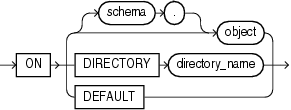 schema .
object
ON DIRECTORY directory_name
DEFAULT